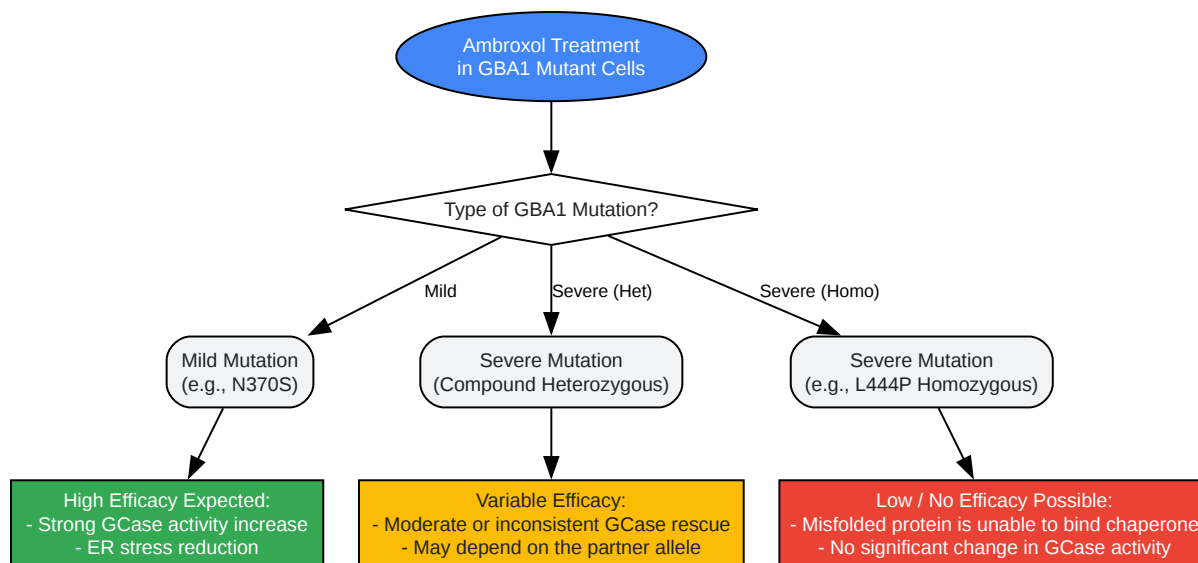 Ambroxol Treatment
in GBA1 Mutant Cells
Type of GBA1 Mutation?
Mild
Severe (Het)
Severe (Homo)
Mild Mutation
(e.g., N370S)
Severe Mutation
(Compound Heterozygous)
Severe Mutation
(e.g., L444P Homozygous)
High Efficacy Expected:
- Strong GCase activity increase
- ER stress reduction
Variable Efficacy:
- Moderate or inconsistent GCase rescue
- May depend on the partner allele
Low / No Efficacy Possible:
- Misfolded protein is unable to bind chaperone
- No significant change in GCase activity